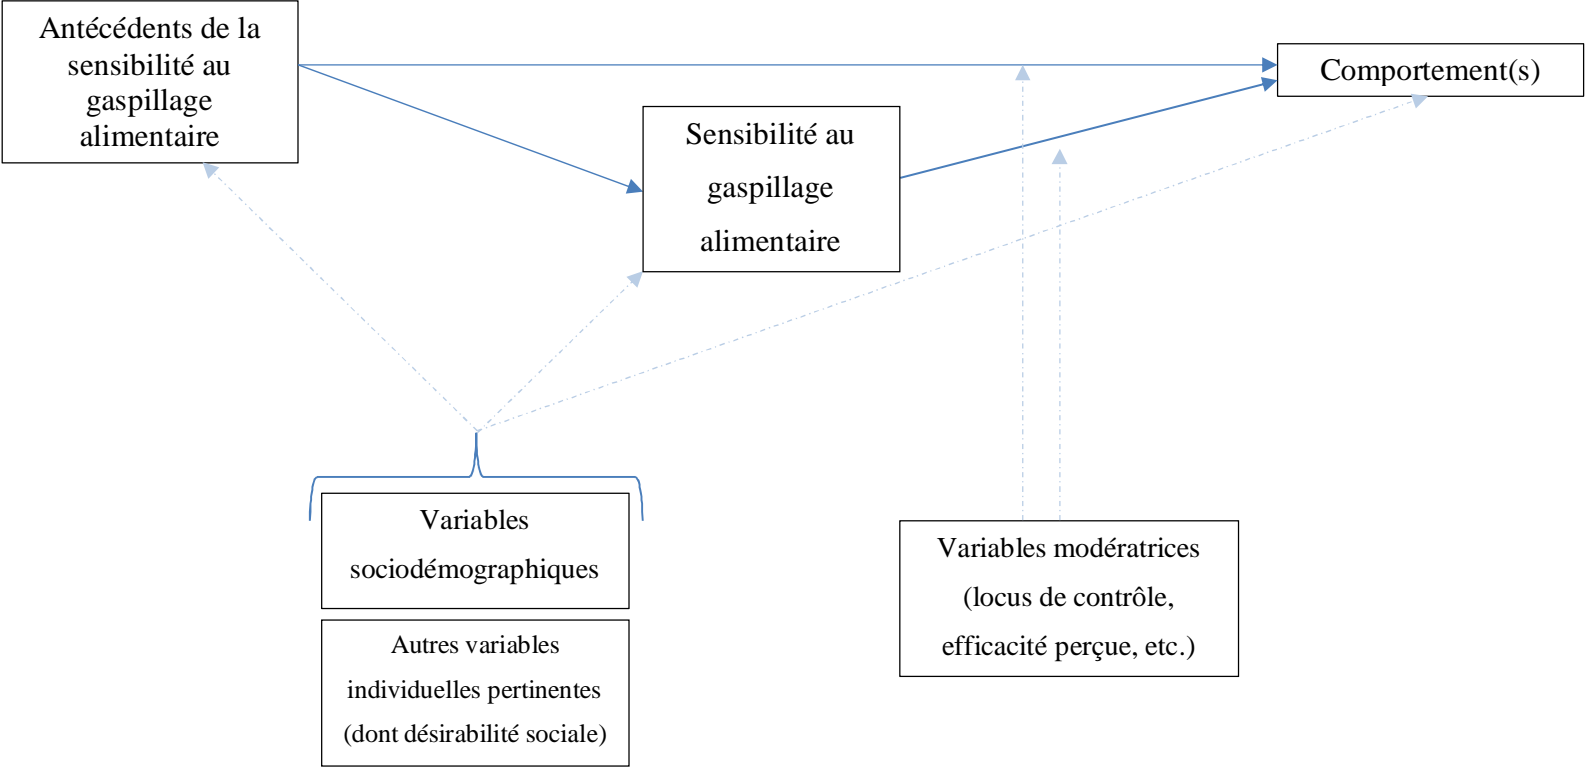 Antécédents de la
sensibilité au
gaspillage
alimentaire
Comportement(s)
Sensibilité au
gaspillage
alimentaire
Variables
sociodémographiques
Autres variables
individuelles pertinentes
(dont désirabilité sociale)
Variables modératrices
(locus de contrôle,
efficacité perçue, etc.)